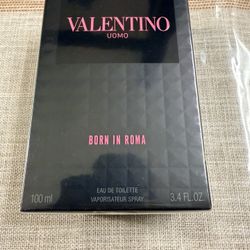 VALENTINO
UOMO
BORN IN ROMA
EAU DE TOILETTE
100 ml VAPORISATEUR SPRAY 3.4 FL.OZ